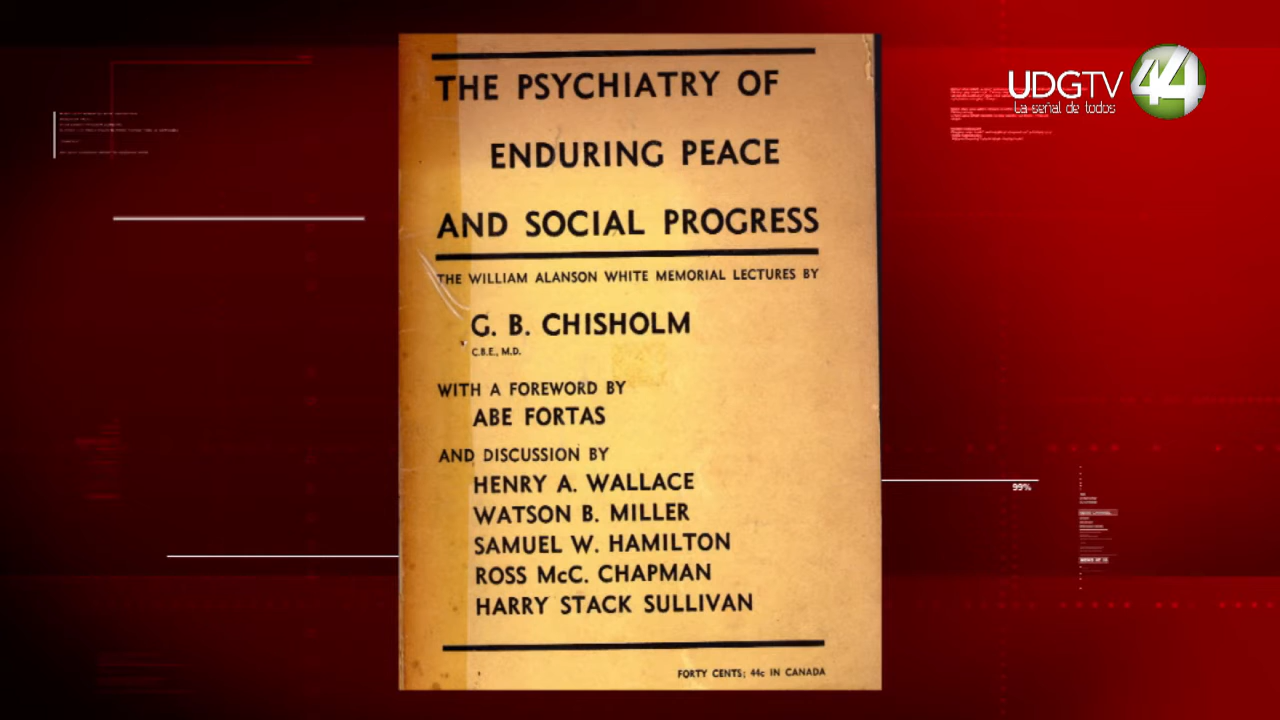 THE PSYCHIATRY OF
ENDURING PEACE
AND SOCIAL PROGRESS
THE WILLIAM ALANSON WHITE MEMORIAL LECTURES BY
G. B. CHISHOLM
C.B.E., M.D.
WITH A FOREWORD BY
ABE FORTAS
AND DISCUSSION BY
HENRY A. WALLACE
WATSON B. MILLER
SAMUEL W. HAMILTON
ROSS McC. CHAPMAN
HARRY STACK SULLIVAN
FORTY CENTS; 44c IN CANADA
UDGTV 44
La señal de todos
99%